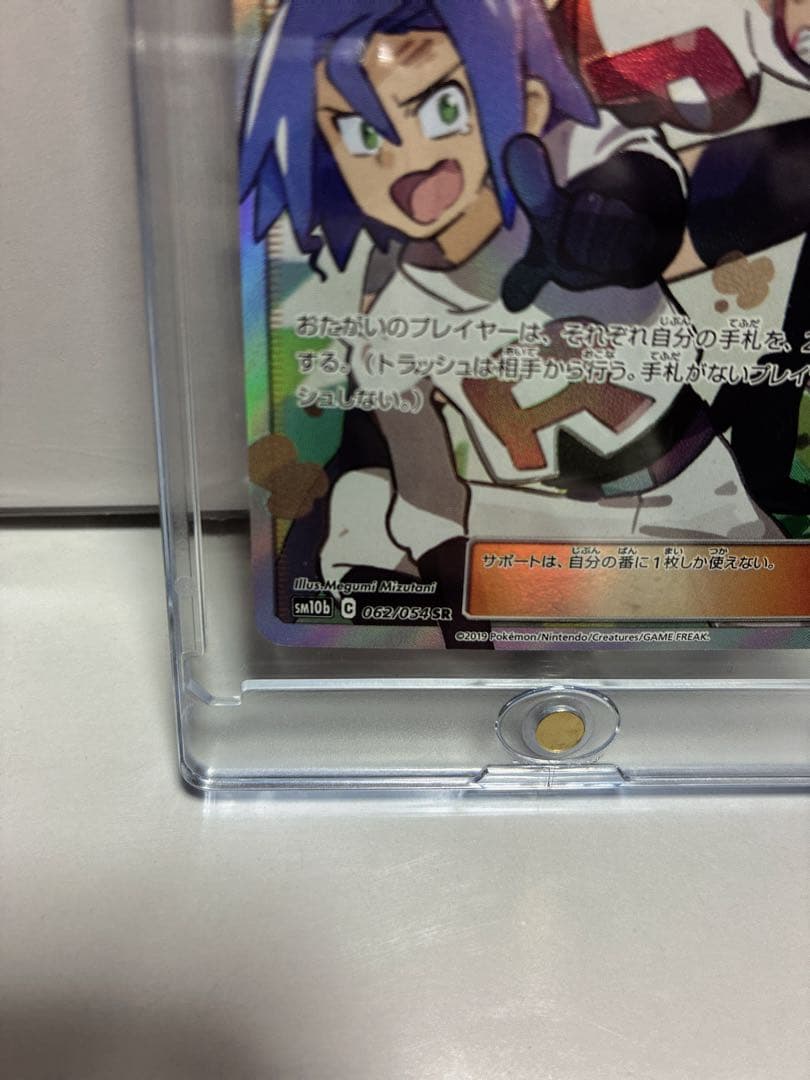 おたがいのプレイヤーは、それぞれ自分の手札を、2
する。（トラッシュは相手から行う。手札がないプレイ
シュしない。）
サポートは、自分の番に1枚しか使えない。
Illus. Megumi Mizutani
SM10b C 062/054 SR
©2019 Pokémon/Nintendo/Creatures/GAME FREAK.